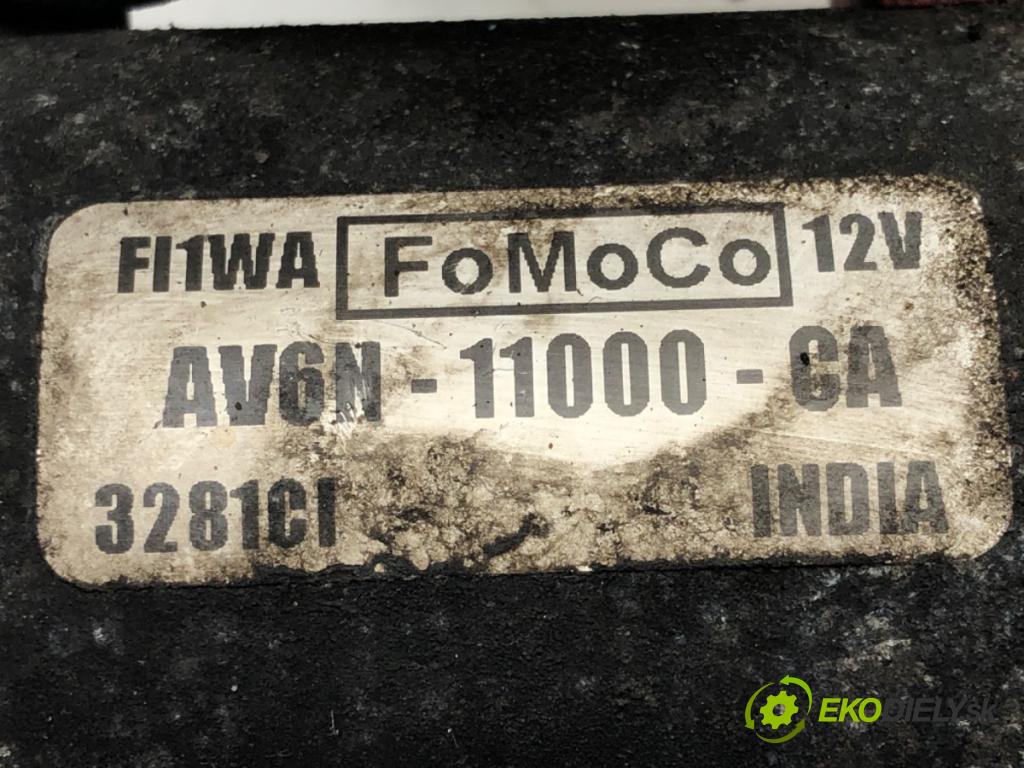 FI1WA FoMoCo 12V
AV6N - 11000 - CA
3281CI INDIA
EKODIELY.sk